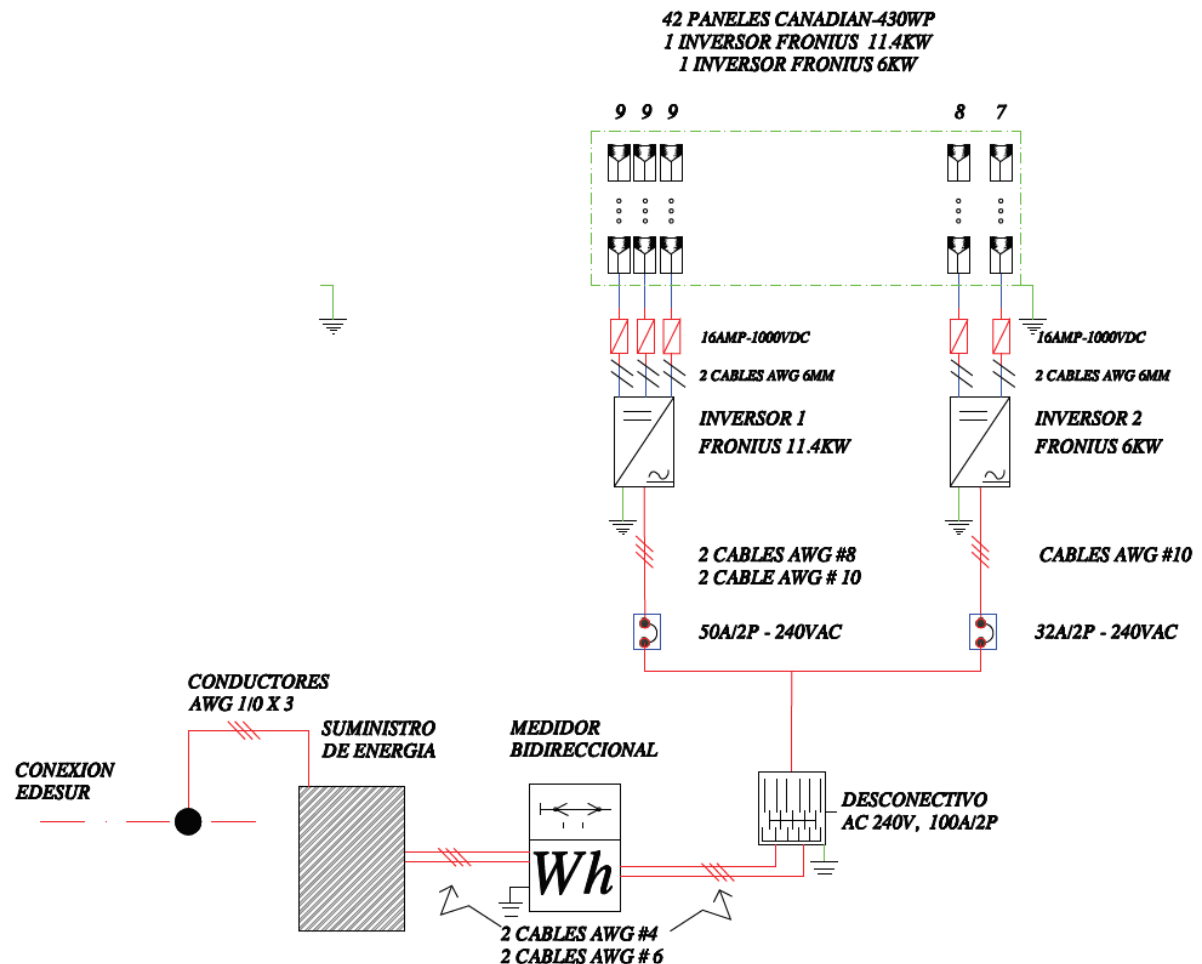 42 PANELES CANADIAN-430WP
1 INVERSOR FRONIUS 11.4KW
1 INVERSOR FRONIUS 6KW
9 9 9 8 7
16AMP-1000VDC
16AMP-1000VDC
2 CABLES AWG 6MM
2 CABLES AWG 6MM
INVERSOR 1
FRONIUS 11.4KW
INVERSOR 2
FRONIUS 6KW
2 CABLES AWG #8
2 CABLE AWG # 10
CABLES AWG #10
50A/2P - 240VAC
32A/2P - 240VAC
CONDUCTORES
AWG 1/0 X 3
SUMINISTRO
DE ENERGIA
MEDIDOR
BIDIRECCIONAL
CONEXION
EDESUR
DESCONECTIVO
AC 240V, 100A/2P
Wh
2 CABLES AWG #4
2 CABLES AWG # 6